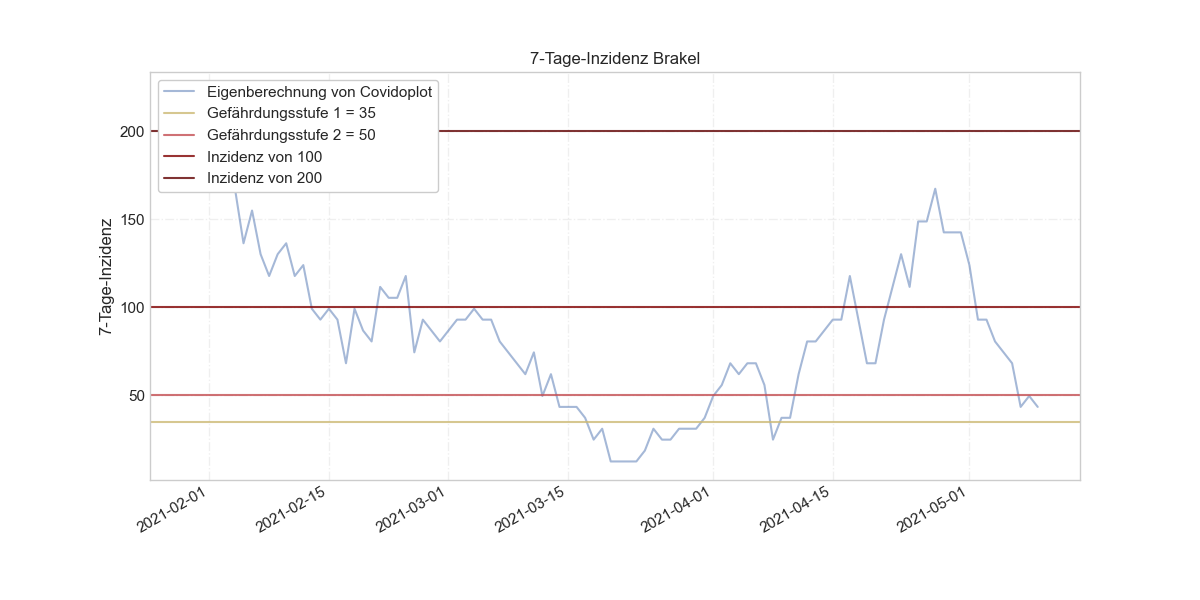 7-Tage-Inzidenz Brakel
Eigenberechnung von Covidoplot
Gefährdungsstufe 1 = 35
Gefährdungsstufe 2 = 50
Inzidenz von 100
Inzidenz von 200
7-Tage-Inzidenz
200
150
100
50
2021-02-01
2021-02-15
2021-03-01
2021-03-15
2021-04-01
2021-04-15
2021-05-01